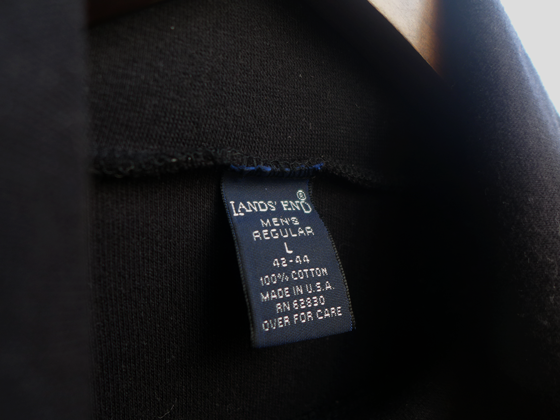 LANDS' END®
MEN'S
REGULAR
L
42-44
100% COTTON
MADE IN U.S.A.
RN 62830
OVER FOR CARE